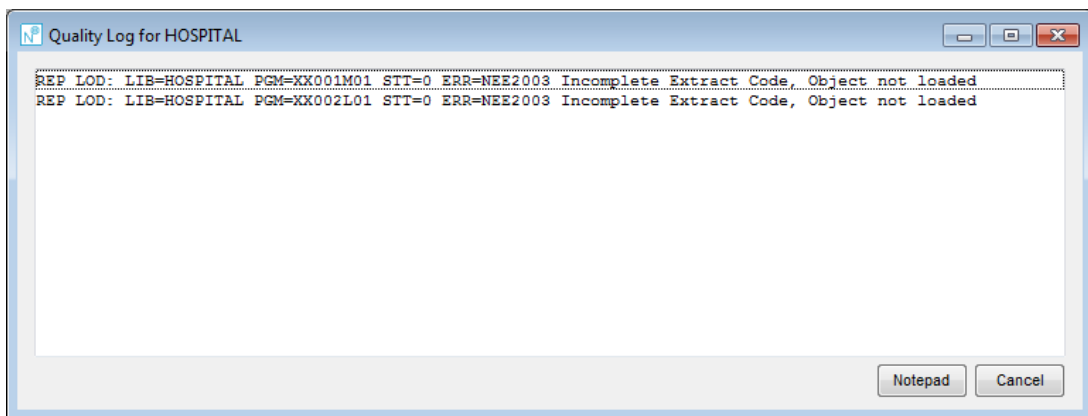 Quality Log for HOSPITAL
REP LOD: LIB=HOSPITAL PGM=XX001M01 STT=0 ERR=NEE2003 Incomplete Extract Code, Object not loaded
REP LOD: LIB=HOSPITAL PGM=XX002L01 STT=0 ERR=NEE2003 Incomplete Extract Code, Object not loaded
Notepad Cancel